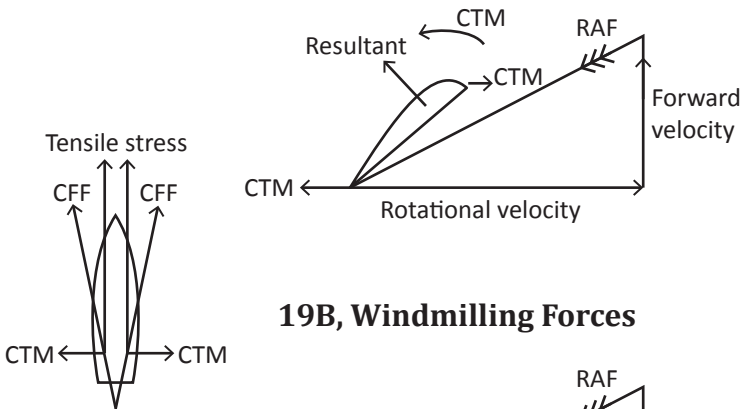 CTM
Resultant
RAF
CTM
Forward
velocity
CTM
Rotational velocity
Tensile stress
CFF
CFF
CTM
CTM
19B, Windmilling Forces
RAF